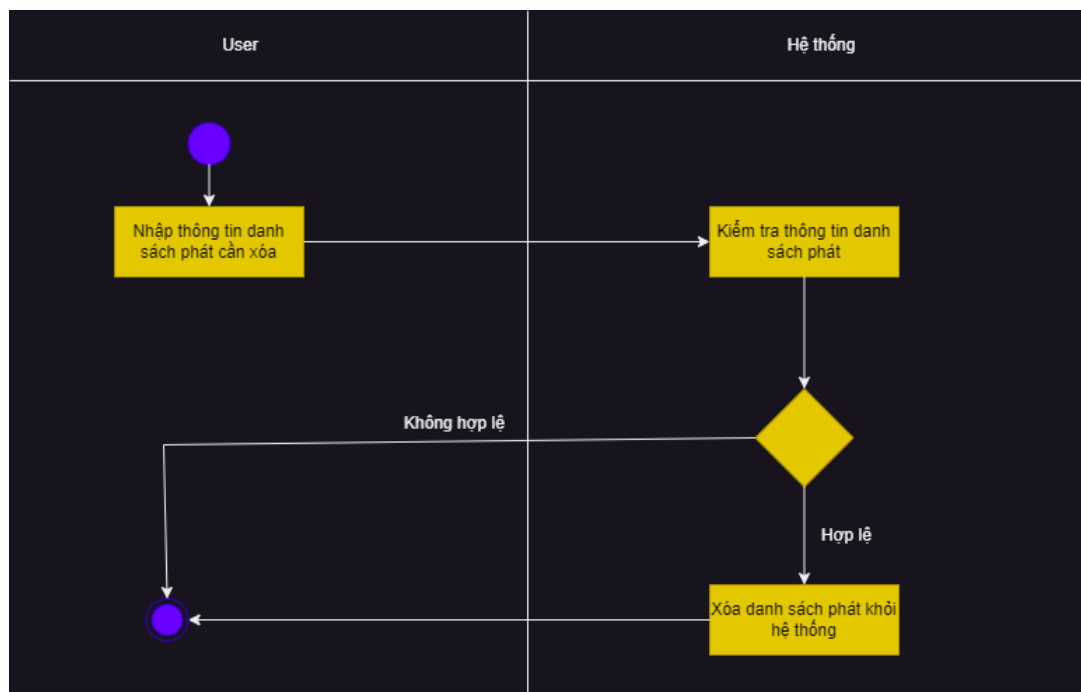 User
Hệ thống
Nhập thông tin danh
sách phát cần xóa
Kiểm tra thông tin danh
sách phát
Không hợp lệ
Hợp lệ
Xóa danh sách phát khỏi
hệ thống